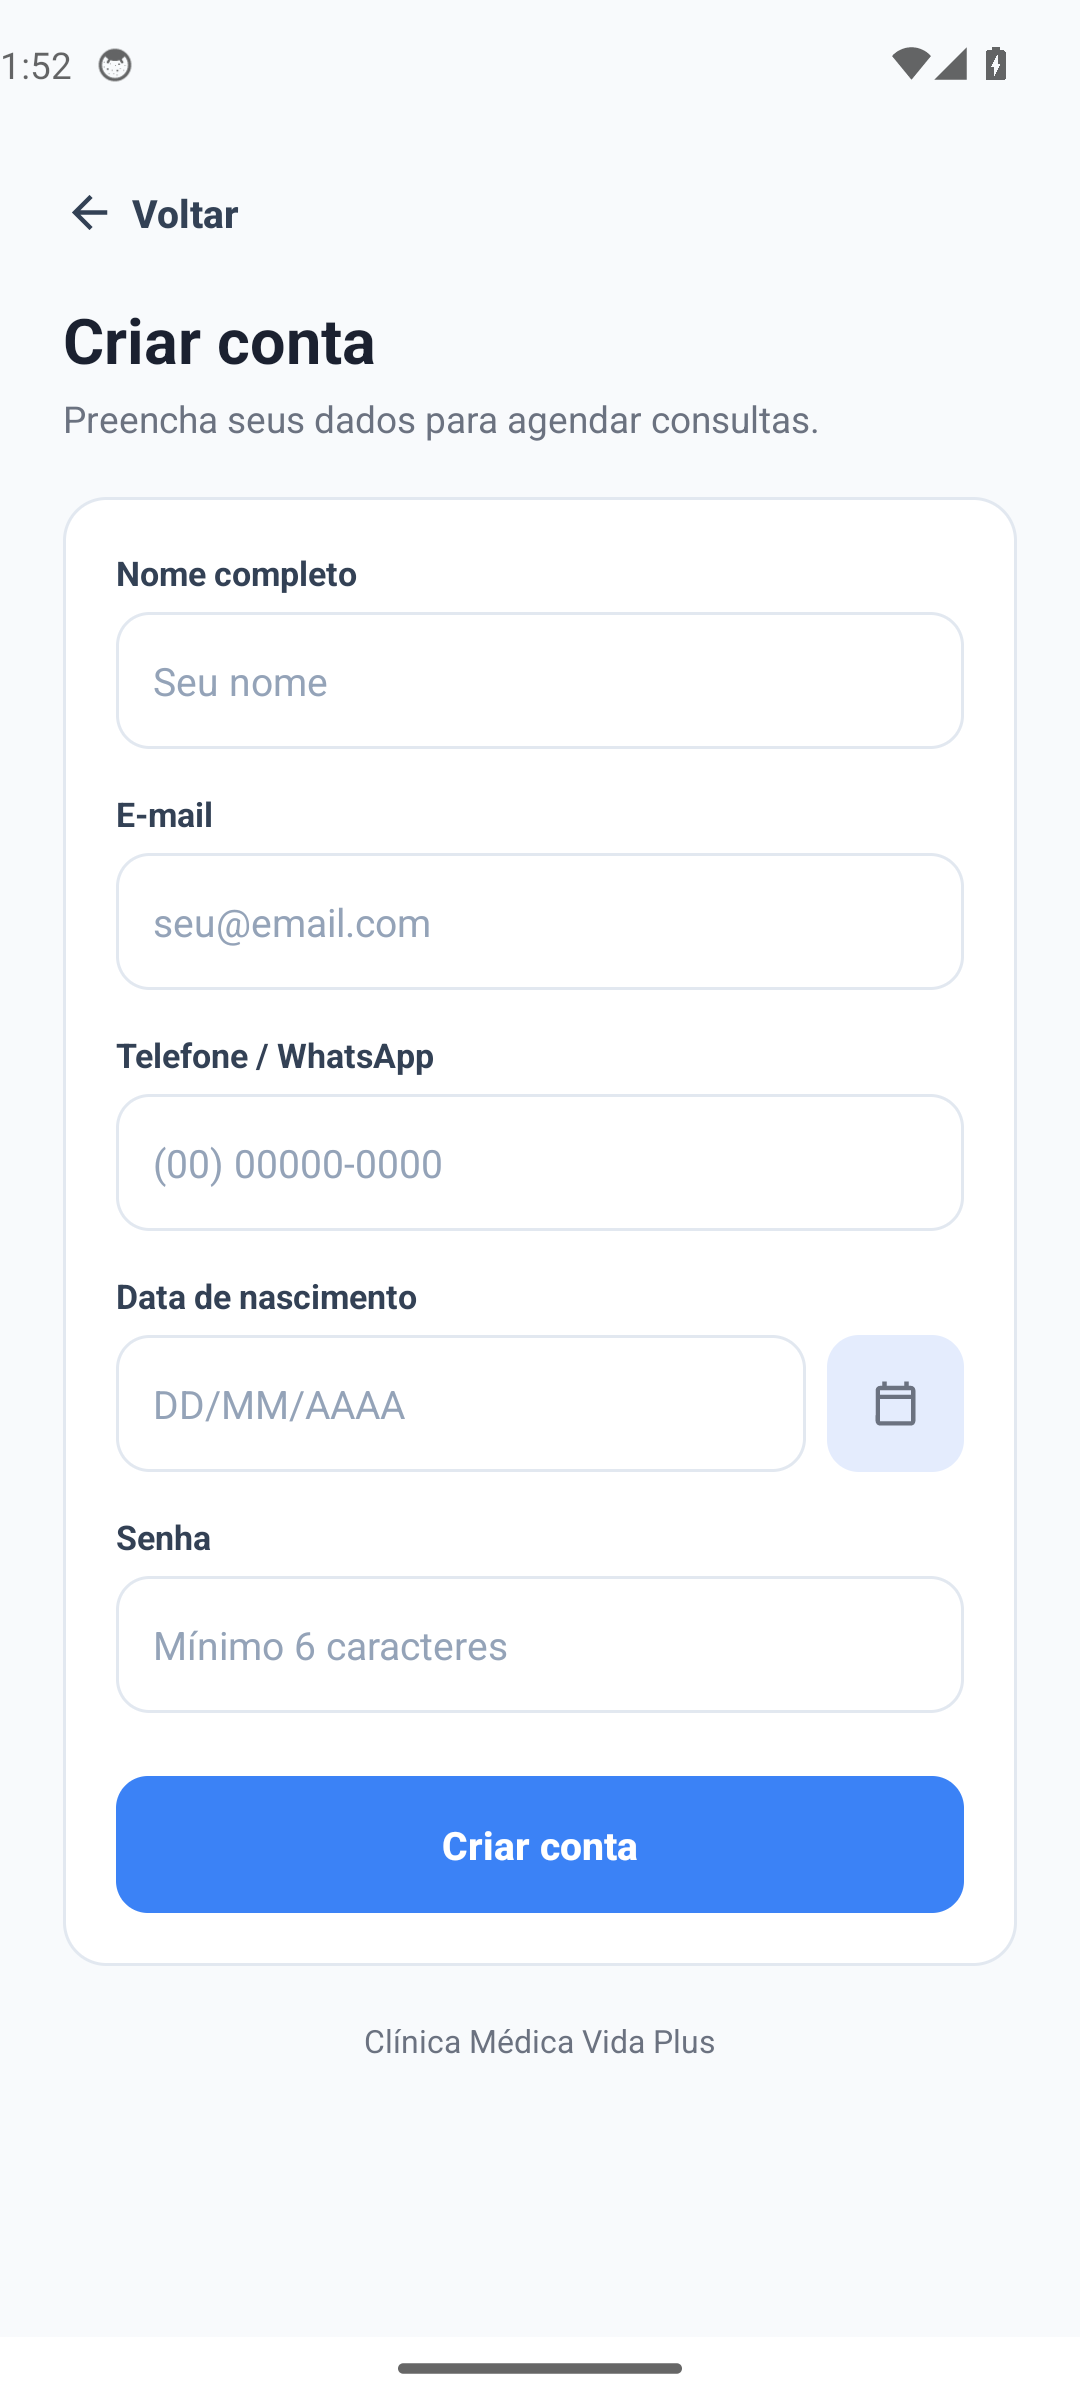 1:52
Voltar
Criar conta
Preencha seus dados para agendar consultas.
Nome completo
Seu nome
E-mail
seu@email.com
Telefone / WhatsApp
(00) 00000-0000
Data de nascimento
DD/MM/AAAA
Senha
Mínimo 6 caracteres
Criar conta
Clínica Médica Vida Plus